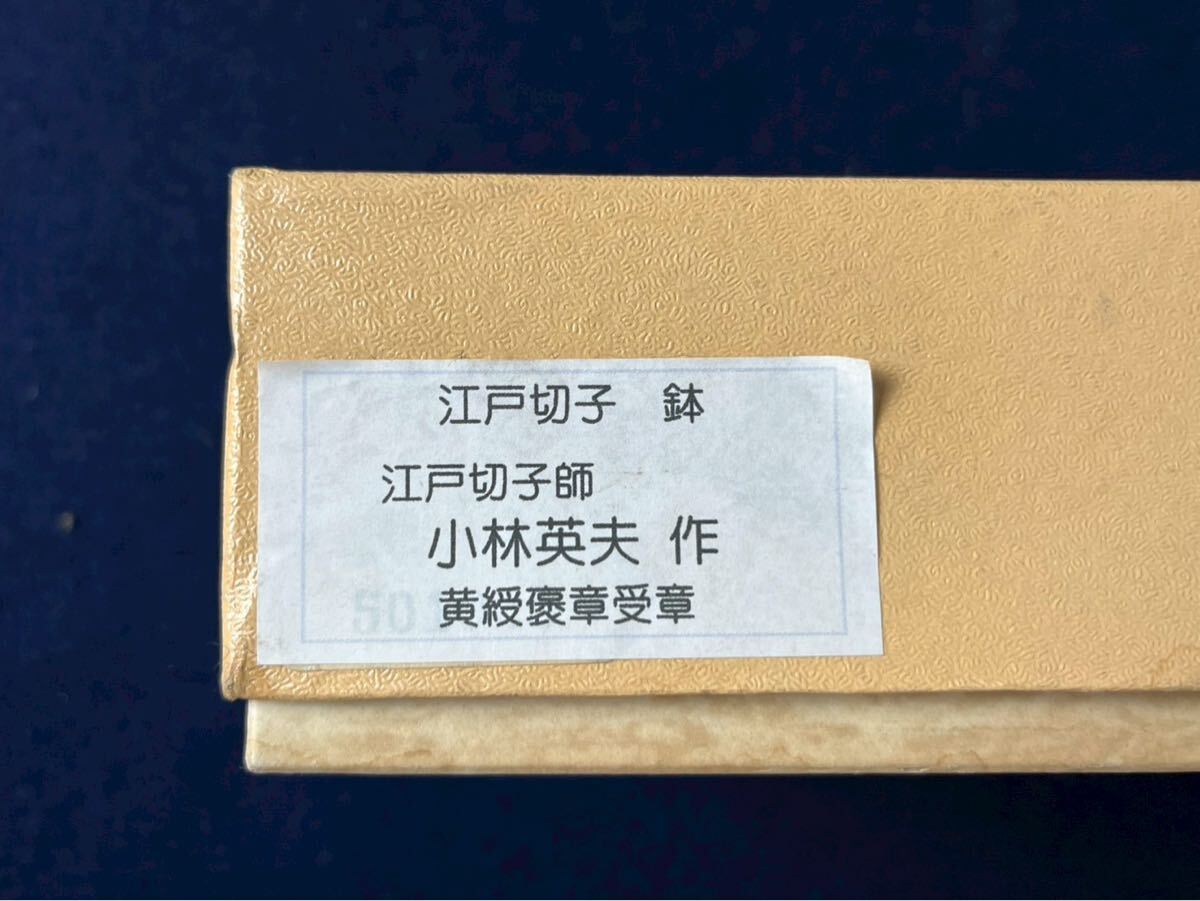 江戸切子　鉢
江戸切子師
小林英夫 作
黄綬褒章受章